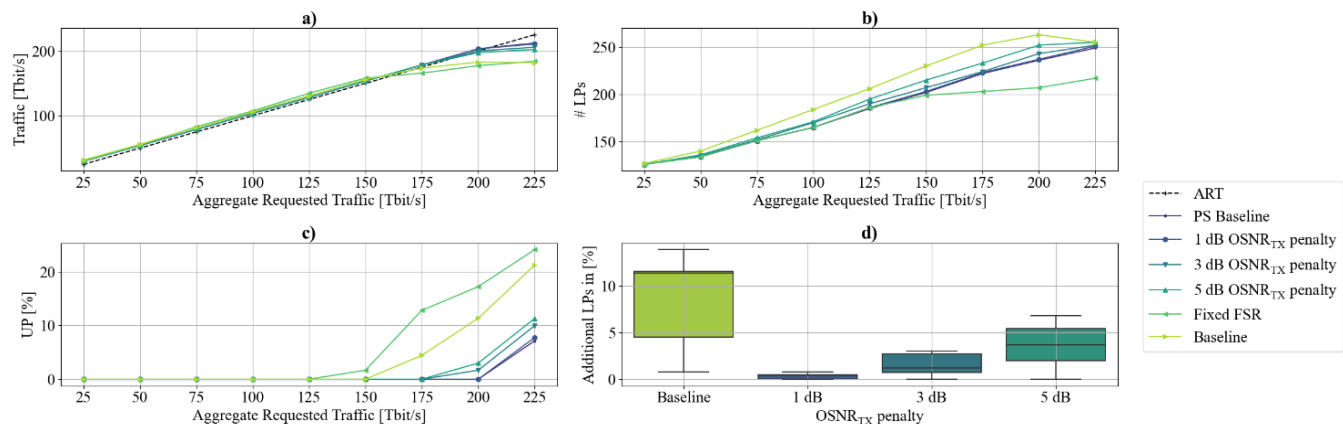 a)
Traffic [Tbit/s]
200
100
25 50 75 100 125 150 175 200 225
Aggregate Requested Traffic [Tbit/s]
b)
# LPs
250
200
150
25 50 75 100 125 150 175 200 225
Aggregate Requested Traffic [Tbit/s]
c)
UP [%]
20
10
0
25 50 75 100 125 150 175 200 225
Aggregate Requested Traffic [Tbit/s]
d)
Additional LPs in [%]
10
5
0
Baseline 1 dB 3 dB 5 dB
OSNRTX penalty
ART
PS Baseline
1 dB OSNRTX penalty
3 dB OSNRTX penalty
5 dB OSNRTX penalty
Fixed FSR
Baseline